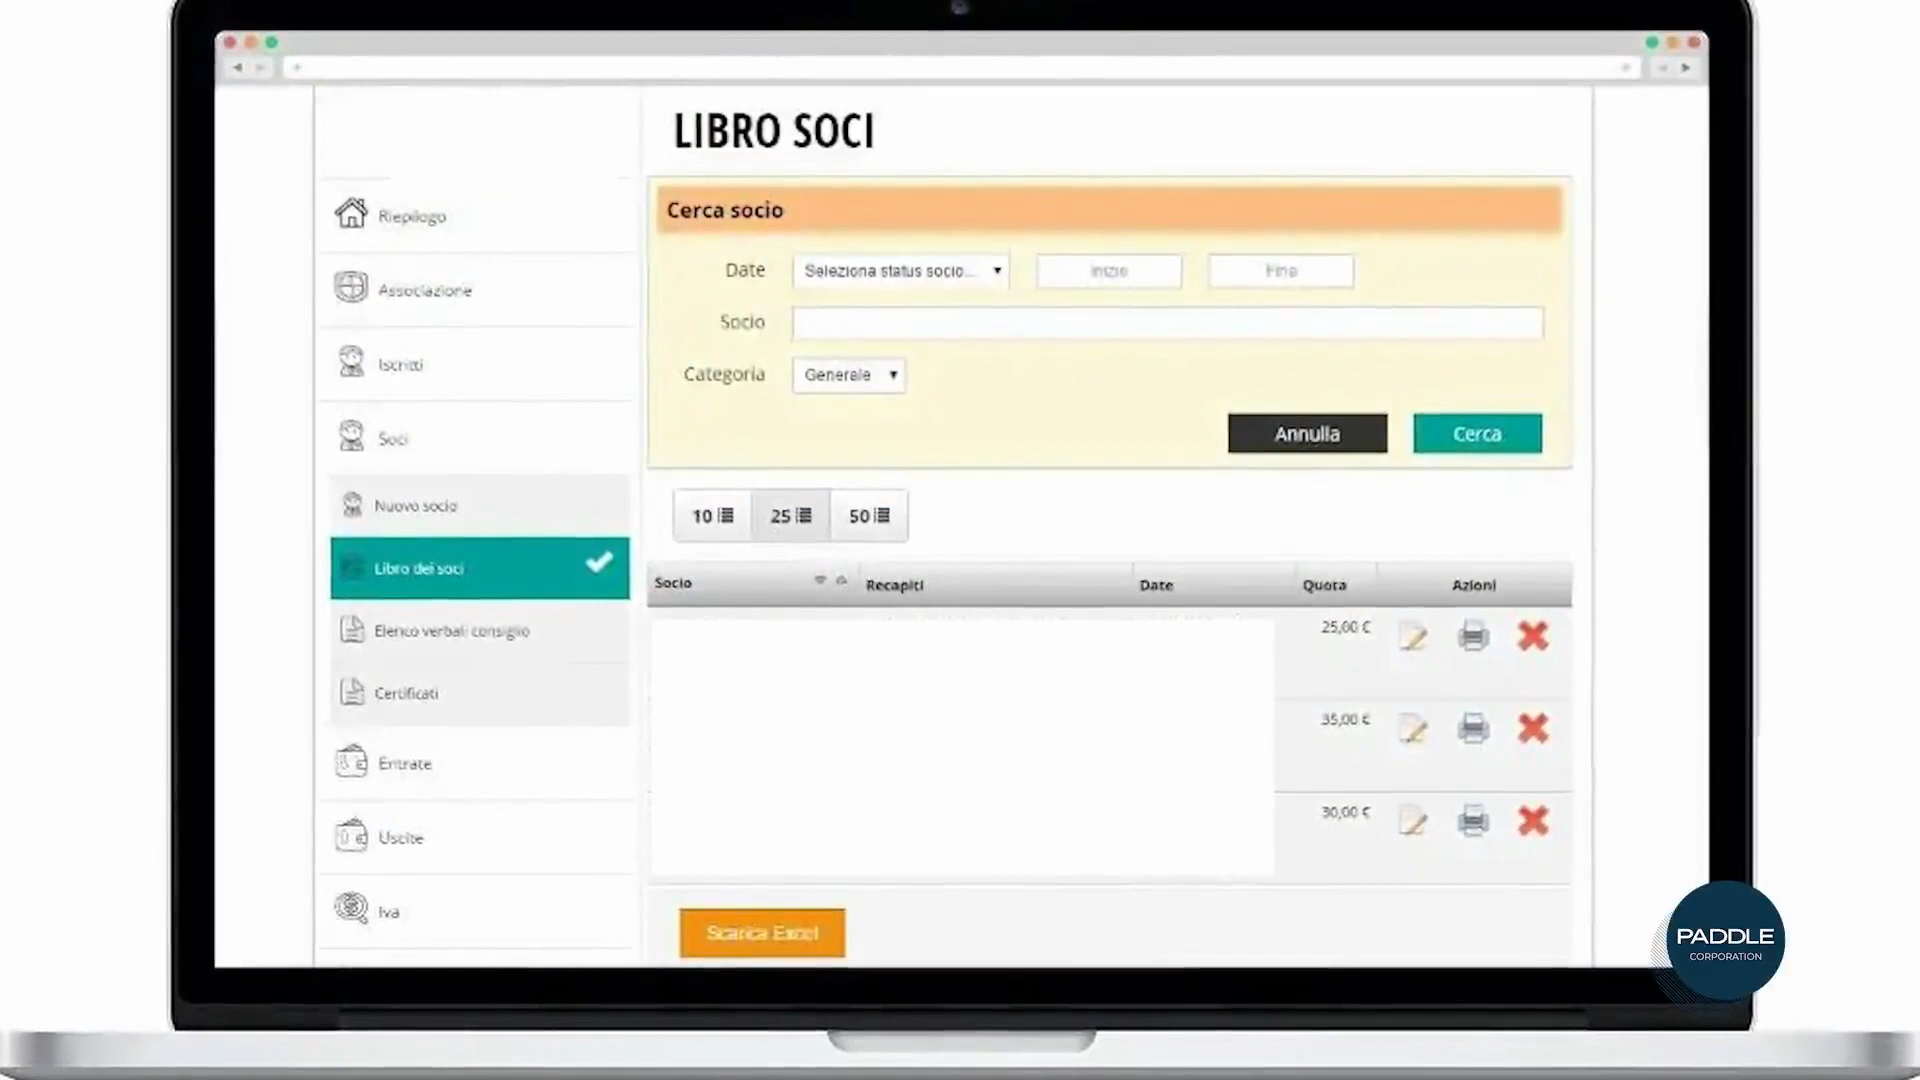 LIBRO SOCI
Riepilogo
Associazione
Iscritti
Soci
Nuovo socio
Libro dei soci
Elenco verbali consiglio
Certificati
Entrate
Uscite
Iva
Cerca socio
Date Seleziona status socio... Inizio Fine
Socio
Categoria Generale
Annulla Cerca
10 25 50
Socio Recapiti Date Quota Azioni
25,00 €
35,00 €
30,00 €
Scarica Excel
PADDLE
CORPORATION